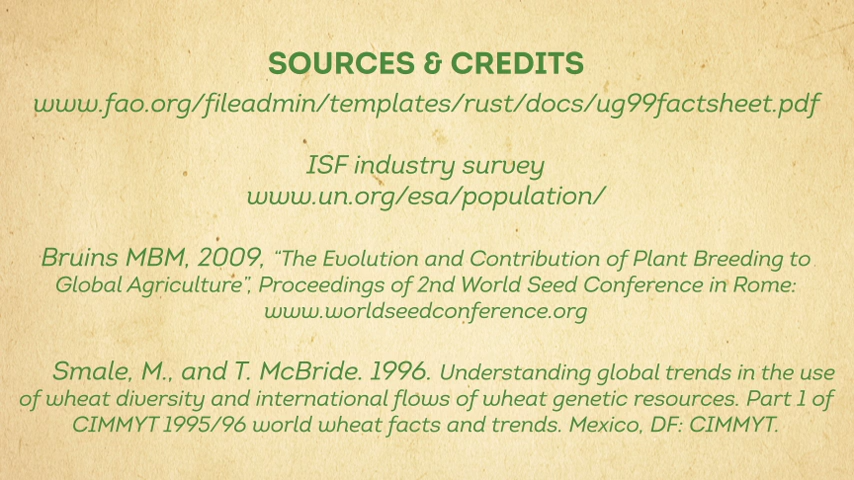 SOURCES & CREDITS
www.fao.org/fileadmin/templates/rust/docs/ug99factsheet.pdf
ISF industry survey
www.un.org/esa/population/
Bruins MBM, 2009, “The Evolution and Contribution of Plant Breeding to
Global Agriculture”, Proceedings of 2nd World Seed Conference in Rome:
www.worldseedconference.org
Smale, M., and T. McBride. 1996. Understanding global trends in the use
of wheat diversity and international flows of wheat genetic resources. Part 1 of
CIMMYT 1995/96 world wheat facts and trends. Mexico, DF: CIMMYT.